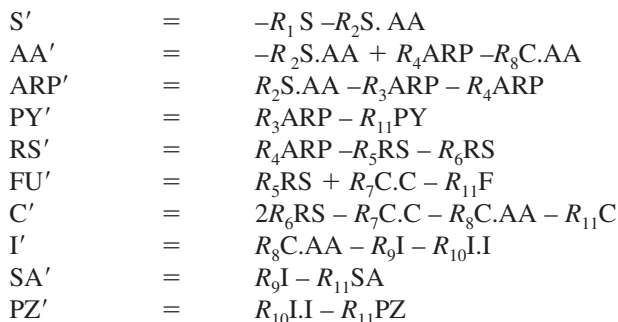 S′ = –R₁ S –R₂S. AA
AA′ = –R ₂S.AA + R₄ARP –R₈C.AA
ARP′ = R₂S.AA –R₃ARP – R₄ARP
PY′ = R₃ARP – R₁₁PY
RS′ = R₄ARP –R₅RS – R₆RS
FU′ = R₅RS + R₇C.C – R₁₁F
C′ = 2R₆RS – R₇C.C – R₈C.AA – R₁₁C
I′ = R₈C.AA – R₉I – R₁₀I.I
SA′ = R₉I – R₁₁SA
PZ′ = R₁₀I.I – R₁₁PZ